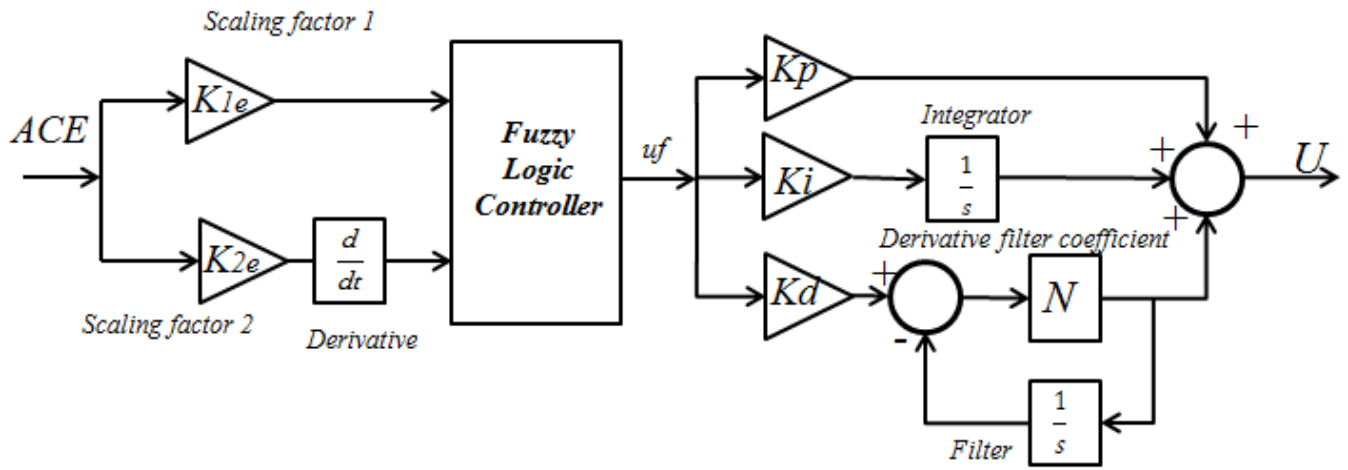 Scaling factor 1
ACE
K1e
K2e
d
dt
Scaling factor 2
Derivative
Fuzzy
Logic
Controller
uf
Kp
Ki
Kd
Integrator
1
s
+
+
+
U
Derivative filter coefficient
+
-
N
1
s
Filter